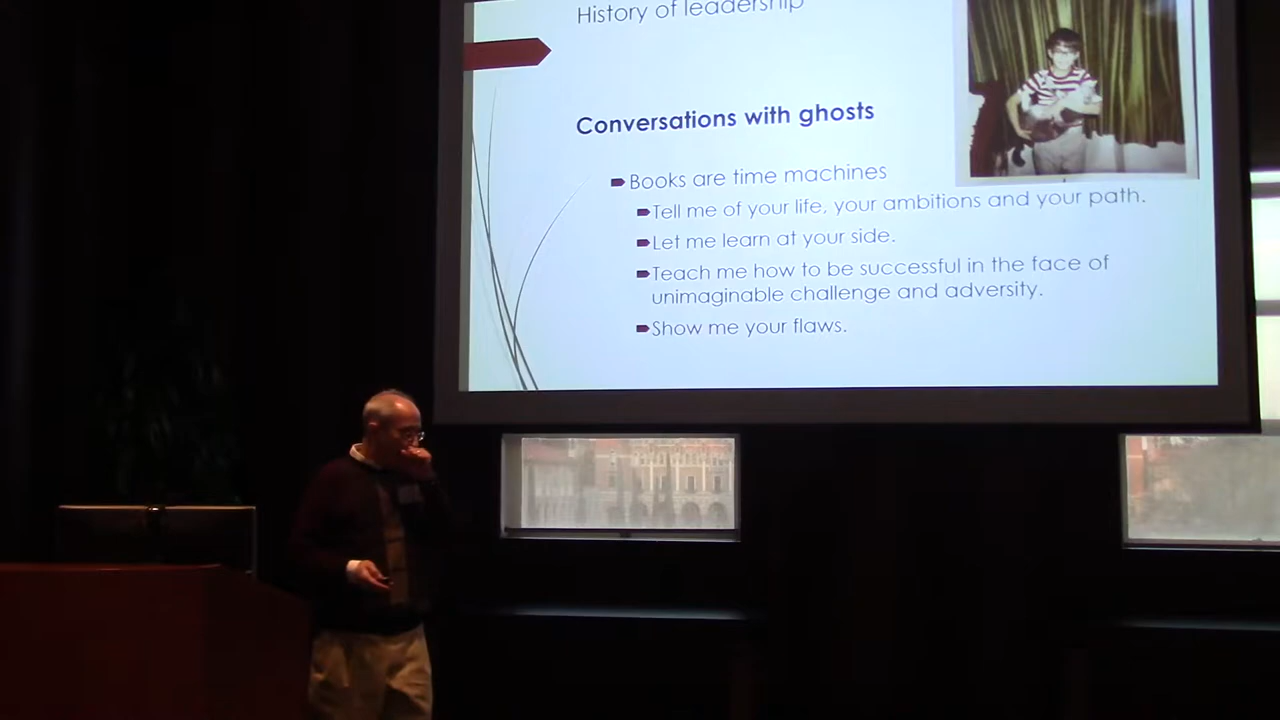 History of leadership
Conversations with ghosts
Books are time machines
Tell me of your life, your ambitions and your path.
Let me learn at your side.
Teach me how to be successful in the face of
unimaginable challenge and adversity.
Show me your flaws.